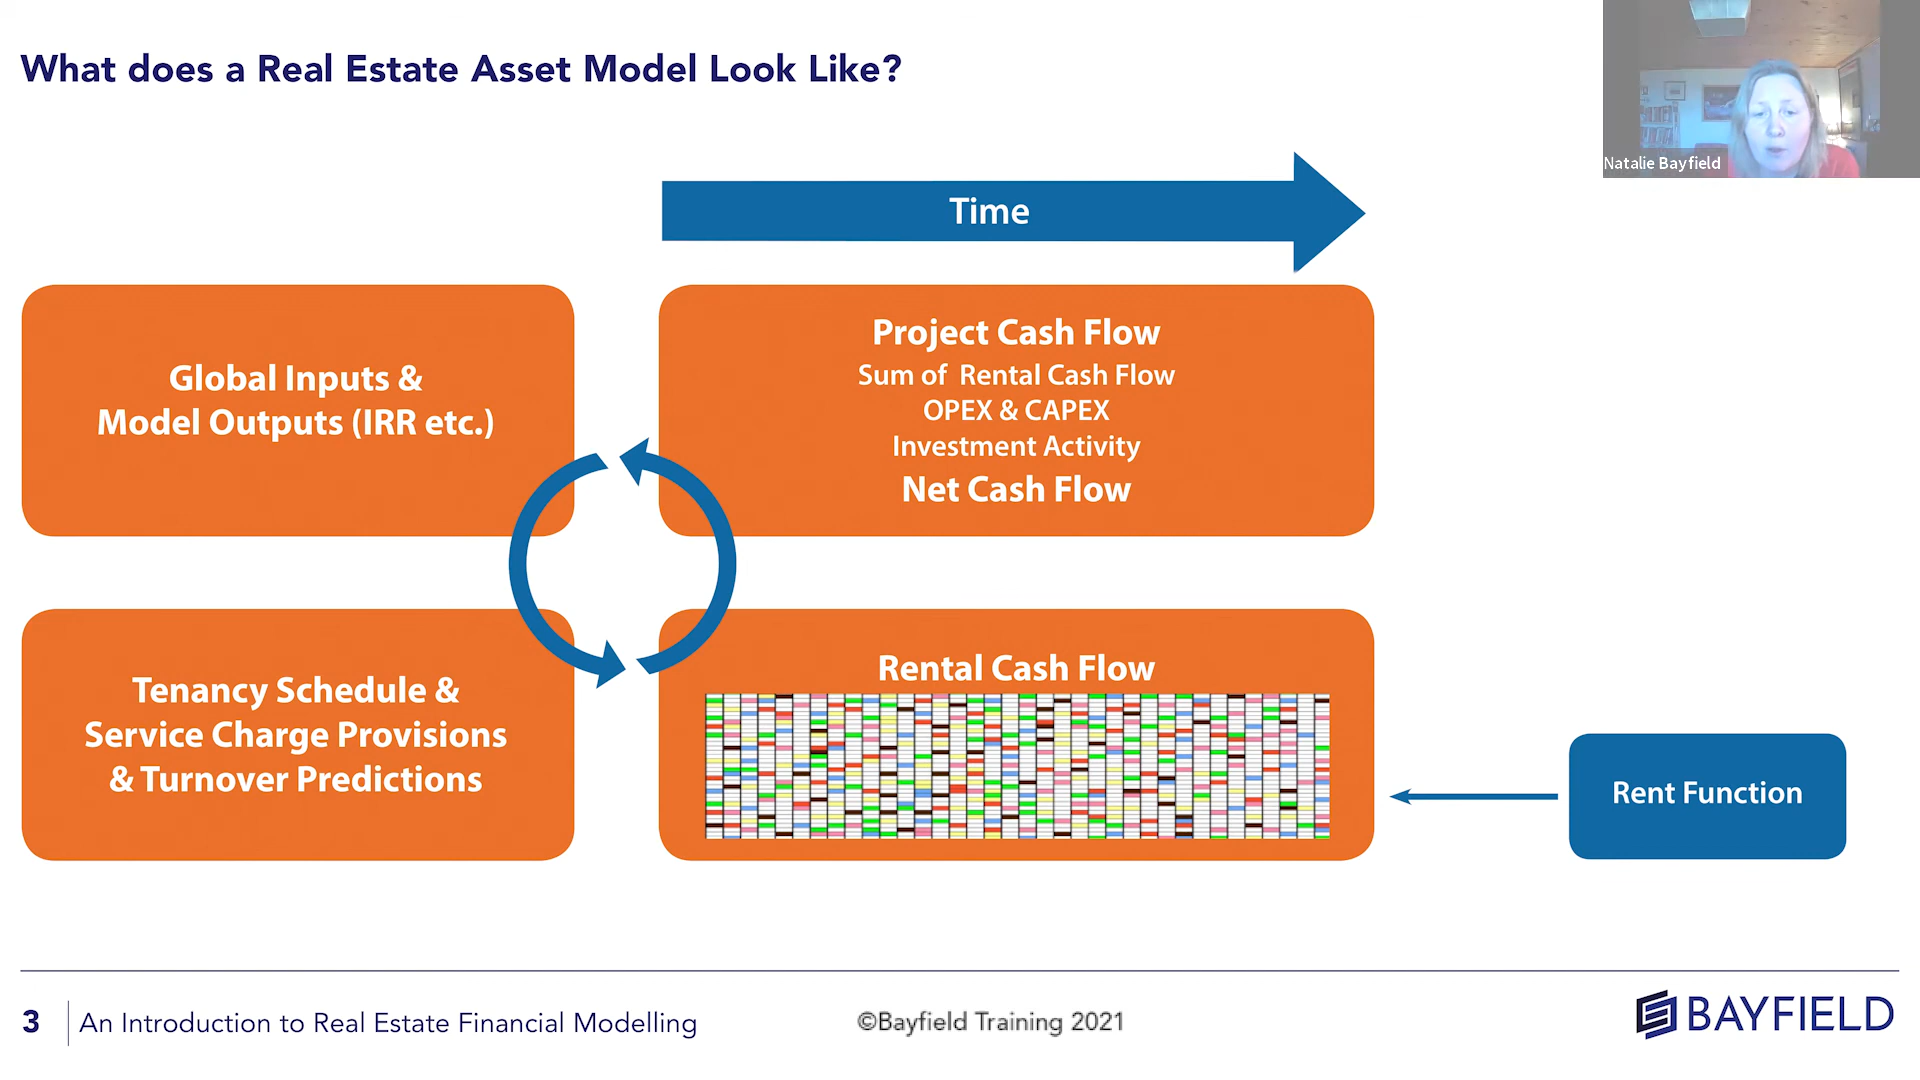 What does a Real Estate Asset Model Look Like?
Natalie Bayfield
Time
Global Inputs &
Model Outputs (IRR etc.)
Project Cash Flow
Sum of Rental Cash Flow
OPEX & CAPEX
Investment Activity
Net Cash Flow
Tenancy Schedule &
Service Charge Provisions
& Turnover Predictions
Rental Cash Flow
Rent Function
3
An Introduction to Real Estate Financial Modelling
©Bayfield Training 2021
BAYFIELD